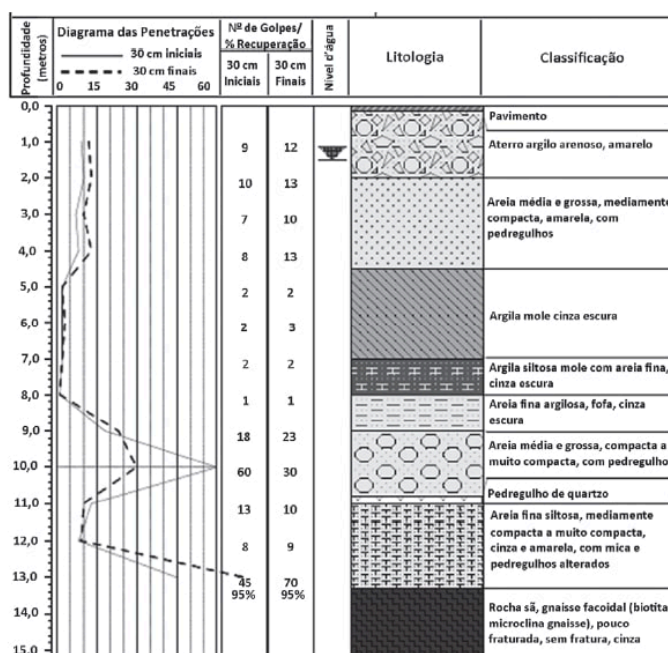 Profundidade
(metros)
Diagrama das Penetrações
30 cm iniciais
30 cm finais
0 15 30 45 60
Nº de Golpes/
% Recuperação
30 cm
Iniciais
30 cm
Finais
Nivel d'água
Litologia
Classificação
0,0
Pavimento
1,0
9 12
Aterro argilo arenoso, amarelo
2,0
10 13
Areia média e grossa, mediamente
compacta, amarela, com
pedregulhos
3,0
7 10
4,0
8 13
5,0
2 2
Argila mole cinza escura
6,0
2 3
7,0
2 2
Argila siltosa mole com areia fina,
cinza escura
8,0
1 1
Areia fina argilosa, fofa, cinza
escura
9,0
18 23
Areia média e grossa, compacta a
muito compacta, com pedregulho
10,0
60 30
Pedregulho de quartzo
11,0
13 10
Areia fina siltosa, mediamente
compacta a muito compacta,
cinza e amarela, com mica e
pedregulhos alterados
12,0
8 9
13,0
45 70
95% 95%
14,0
Rocha sã, gnaisse facoidal (biotita
microclina gnaisse), pouco
fraturada, sem fratura, cinza
15,0